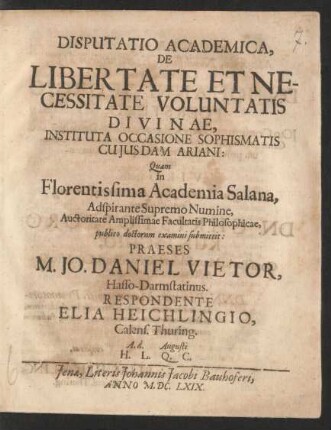 7.
DISPUTATIO ACADEMICA,
DE
LIBERTATE ET NE-
CESSITATE VOLUNTATIS
DIVINAE,
INSTITUTA OCCASIONE SOPHISMATIS
CUJUSDAM ARIANI:
Quam
In
Florentissima Academia Salana,
Adspirante Supremo Numine,
Auctoritate Amplissimae Facultatis Philosophicae,
publico doctorum examini submittit:
PRAESES
M. JO. DANIEL VIETOR,
Hasso-Darmstatinus.
RESPONDENTE
ELIA HEICHLINGIO,
Calens. Thuring.
A.d. Augusti
H. L. Q. C.
Jenæ, Literis Johannis Jacobi Bauhoferi,
ANNO M.DC. LXIX.